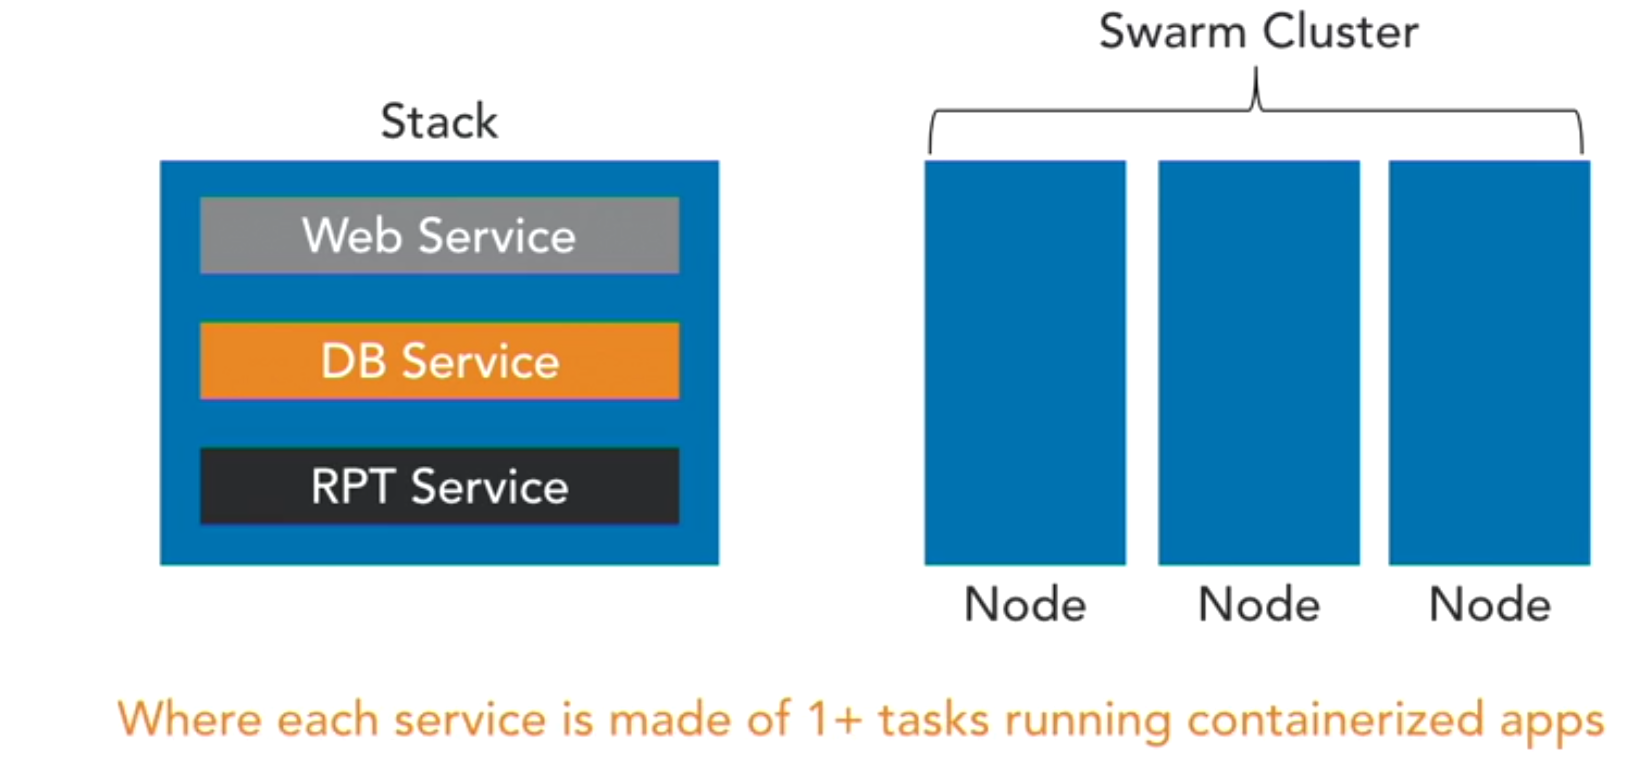 Swarm Cluster
Stack
Web Service
DB Service
RPT Service
Node
Node
Node
Where each service is made of 1+ tasks running containerized apps